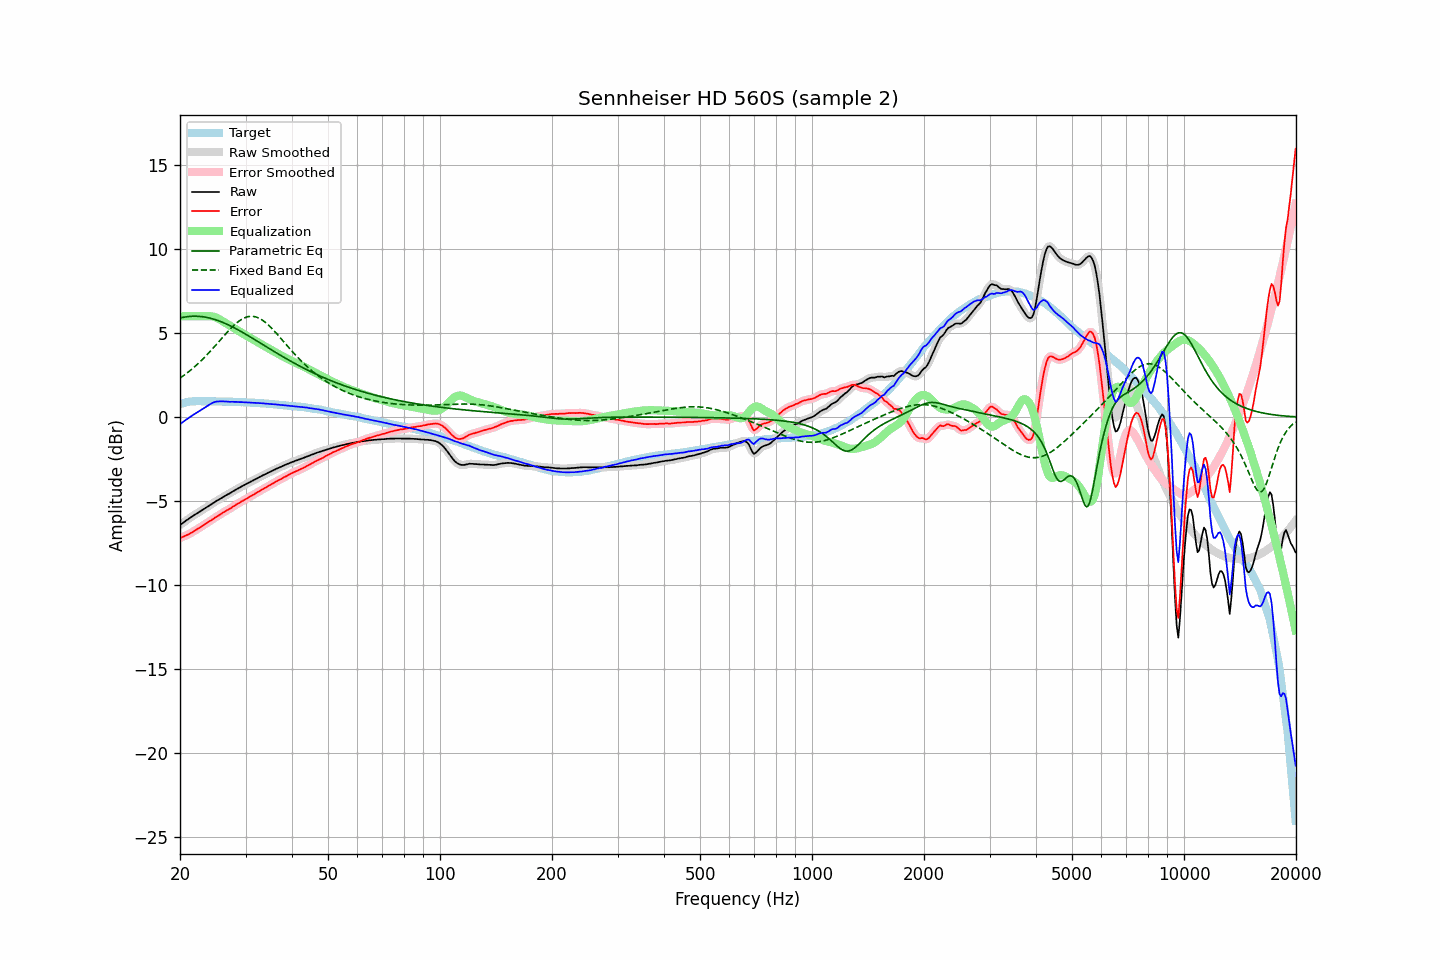 Sennheiser HD 560S (sample 2)
Target
Raw Smoothed
Error Smoothed
Raw
Error
Equalization
Parametric Eq
Fixed Band Eq
Equalized
Amplitude (dBr)
15
10
5
0
−5
−10
−15
−20
−25
20 50 100 200 500 1000 2000 5000 10000 20000
Frequency (Hz)